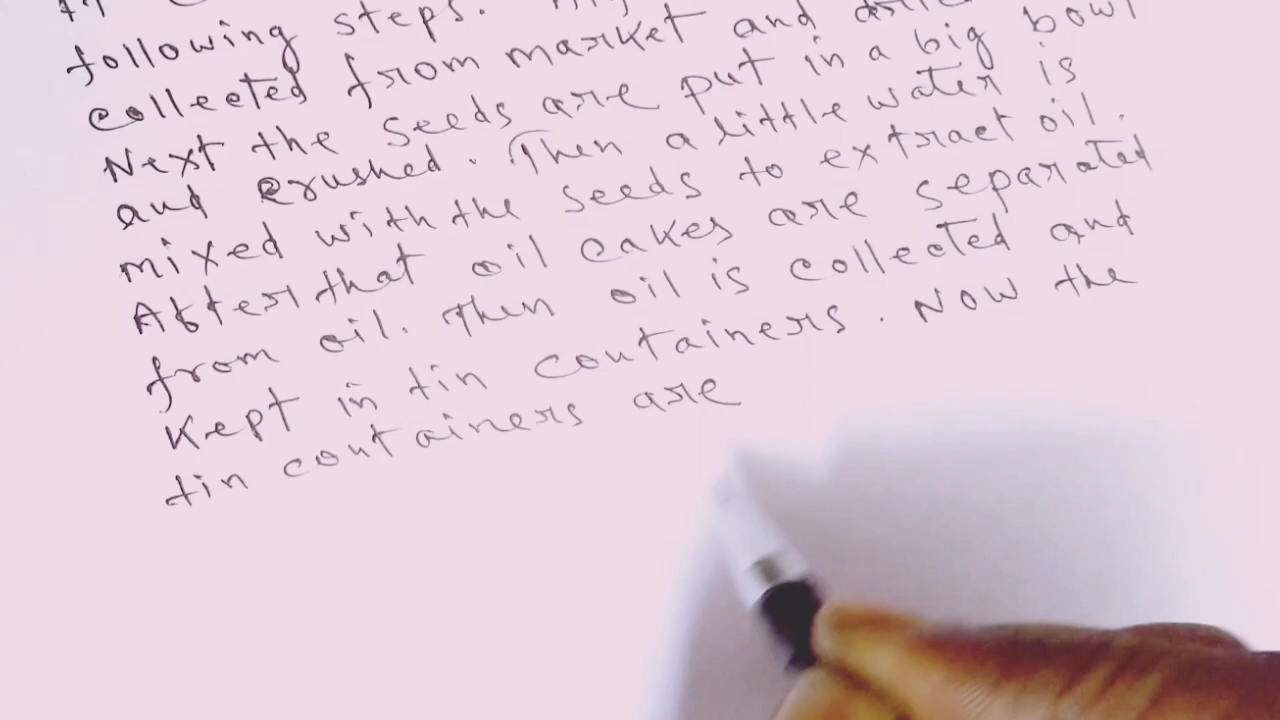 following steps.
collected from market and
Next the seeds are put in a big bowl
and crushed. Then a little water is
mixed with the seeds to extract oil.
After that oil cakes are separated
from oil. Then oil is collected and
Kept in tin containers. Now the
tin containers are